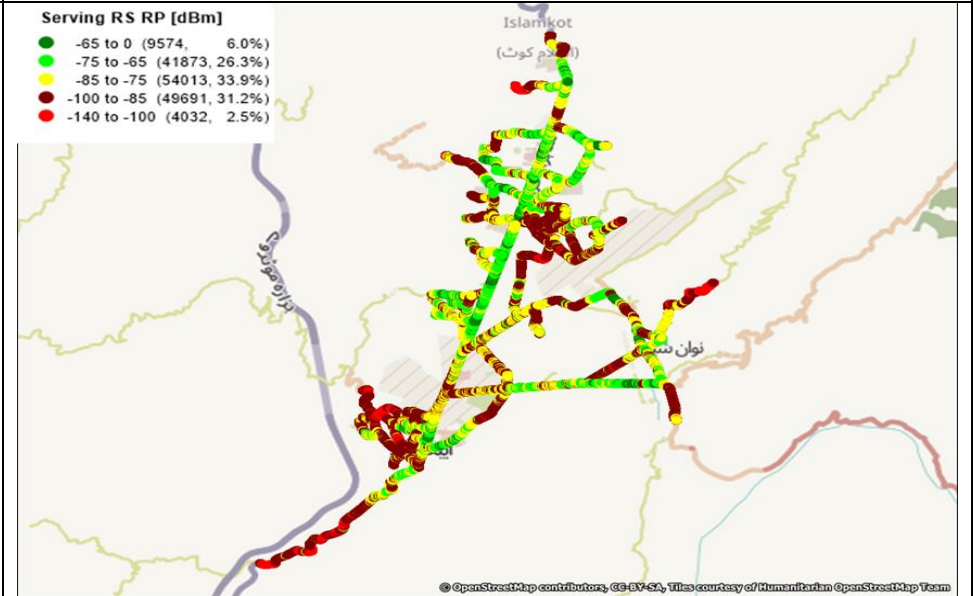 Serving RS RP [dBm]
-65 to 0 (9574, 6.0%)
-75 to -65 (41873, 26.3%)
-85 to -75 (54013, 33.9%)
-100 to -85 (49691, 31.2%)
-140 to -100 (4032, 2.5%)
Islamkot
ہزارہ موٹروے
نوان
© OpenStreetMap contributors, CC-BY-SA, Tiles courtesy of Humanitarian OpenStreetMap Team